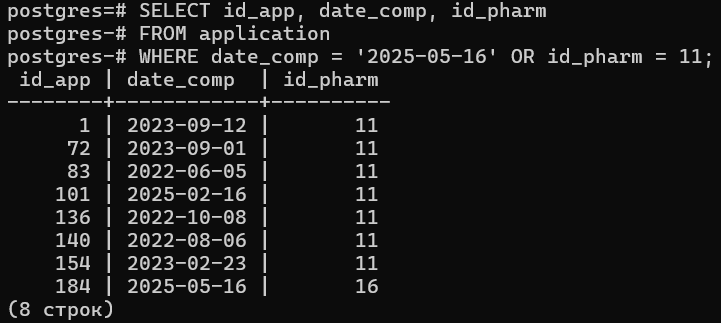 postgres=# SELECT id_app, date_comp, id_pharm
postgres-# FROM application
postgres-# WHERE date_comp = '2025-05-16' OR id_pharm = 11;
 id_app | date_comp  | id_pharm
--------+------------+----------
      1 | 2023-09-12 |       11
     72 | 2023-09-01 |       11
     83 | 2022-06-05 |       11
    101 | 2025-02-16 |       11
    136 | 2022-10-08 |       11
    140 | 2022-08-06 |       11
    154 | 2023-02-23 |       11
    184 | 2025-05-16 |       16
(8 строк)